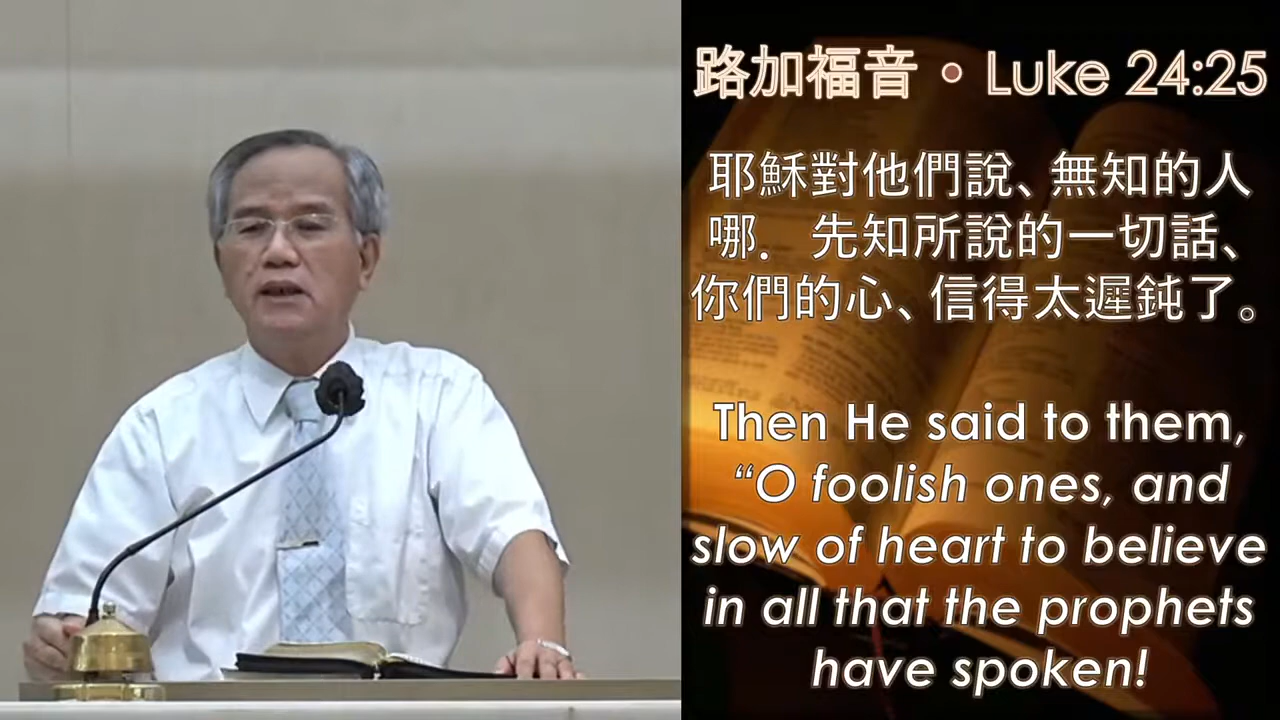 路加福音•Luke 24:25
耶穌對他們說、無知的人
哪．先知所說的一切話、
你們的心、信得太遲鈍了。
Then He said to them,
“O foolish ones, and
slow of heart to believe
in all that the prophets
have spoken!